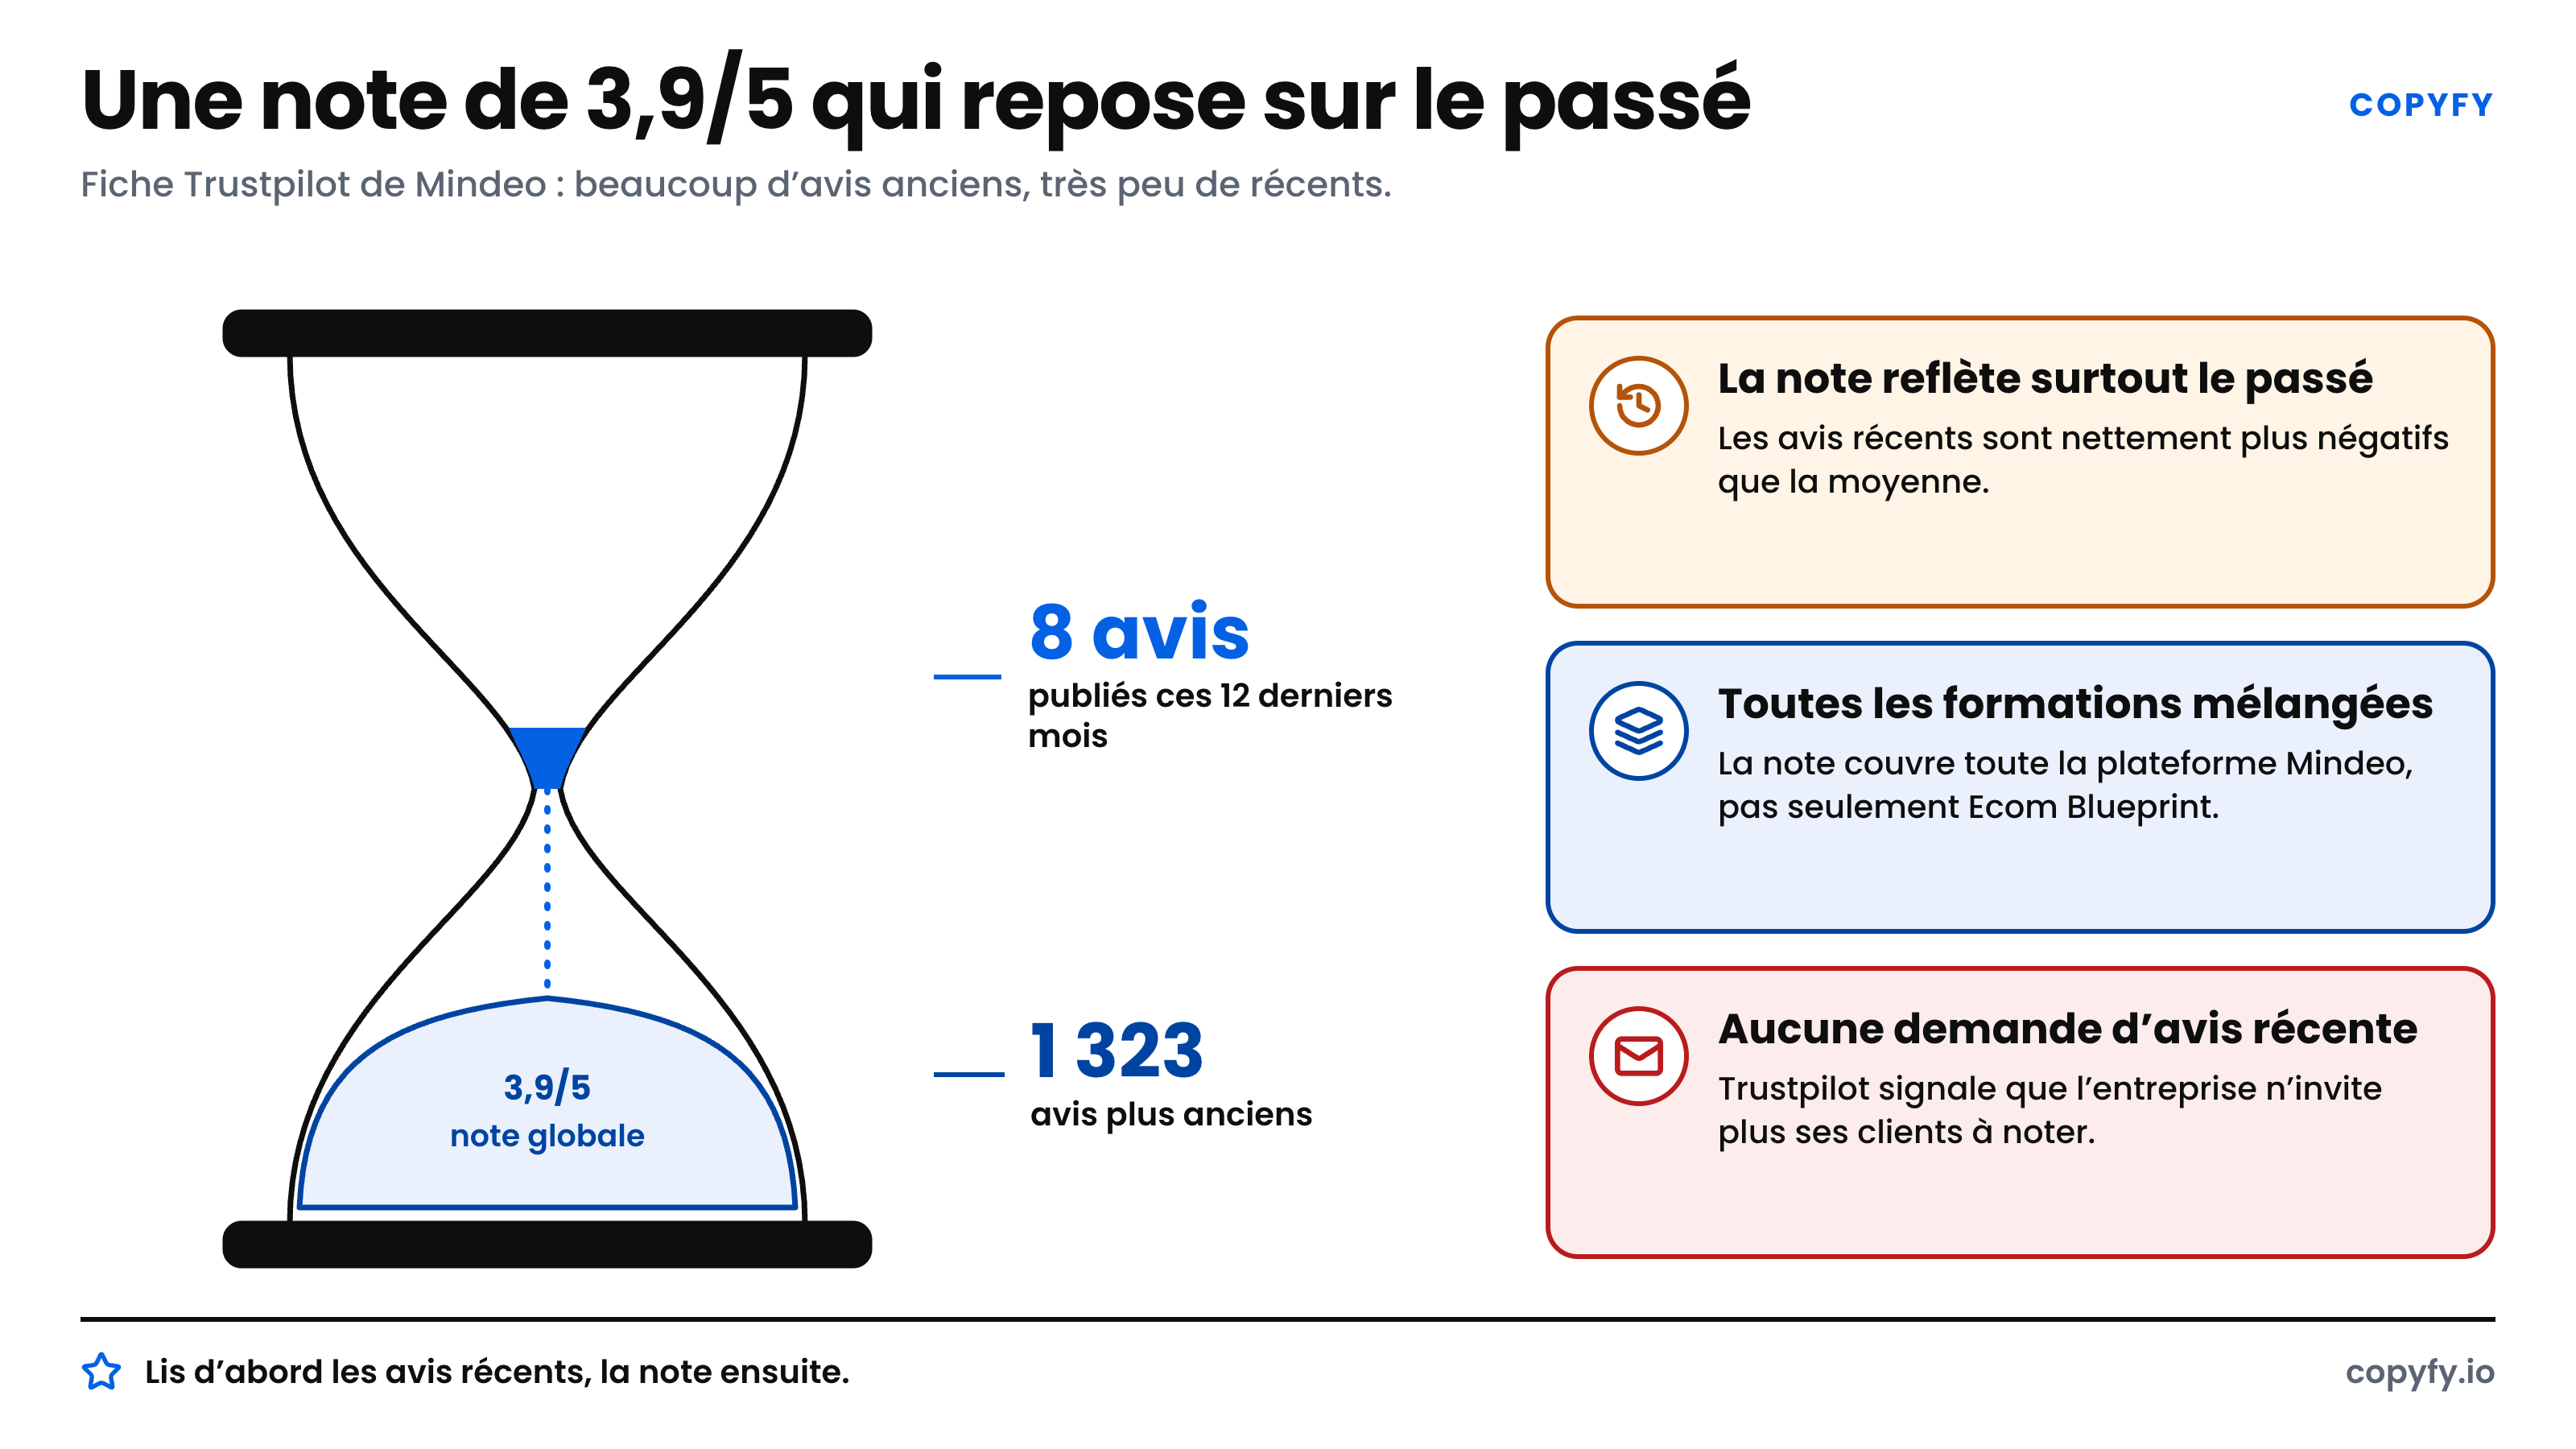 Une note de 3,9/5 qui repose sur le passé
COPYFY
Fiche Trustpilot de Mindeo : beaucoup d’avis anciens, très peu de récents.
8 avis
publiés ces 12 derniers
mois
1 323
avis plus anciens
3,9/5
note globale
La note reflète surtout le passé
Les avis récents sont nettement plus négatifs
que la moyenne.
Toutes les formations mélangées
La note couvre toute la plateforme Mindeo,
pas seulement Ecom Blueprint.
Aucune demande d’avis récente
Trustpilot signale que l’entreprise n’invite
plus ses clients à noter.
Lis d’abord les avis récents, la note ensuite.
copyfy.io